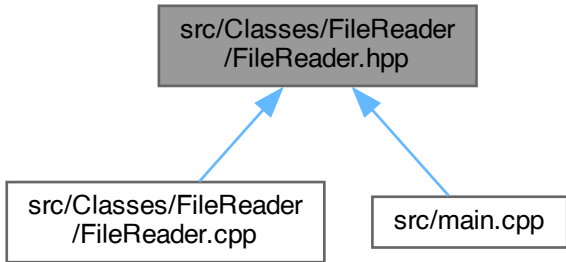 src/Classes/FileReader
/FileReader.hpp
src/Classes/FileReader
/FileReader.cpp
src/main.cpp